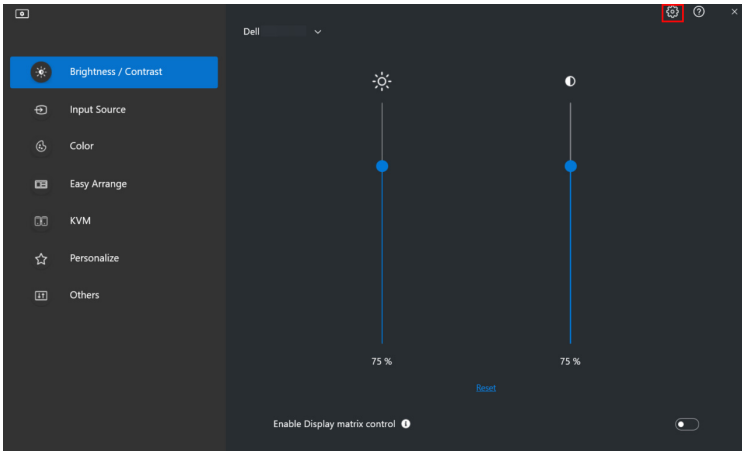 Dell
Brightness / Contrast
Input Source
Color
Easy Arrange
KVM
Personalize
Others
75 %
75 %
Reset
Enable Display matrix control